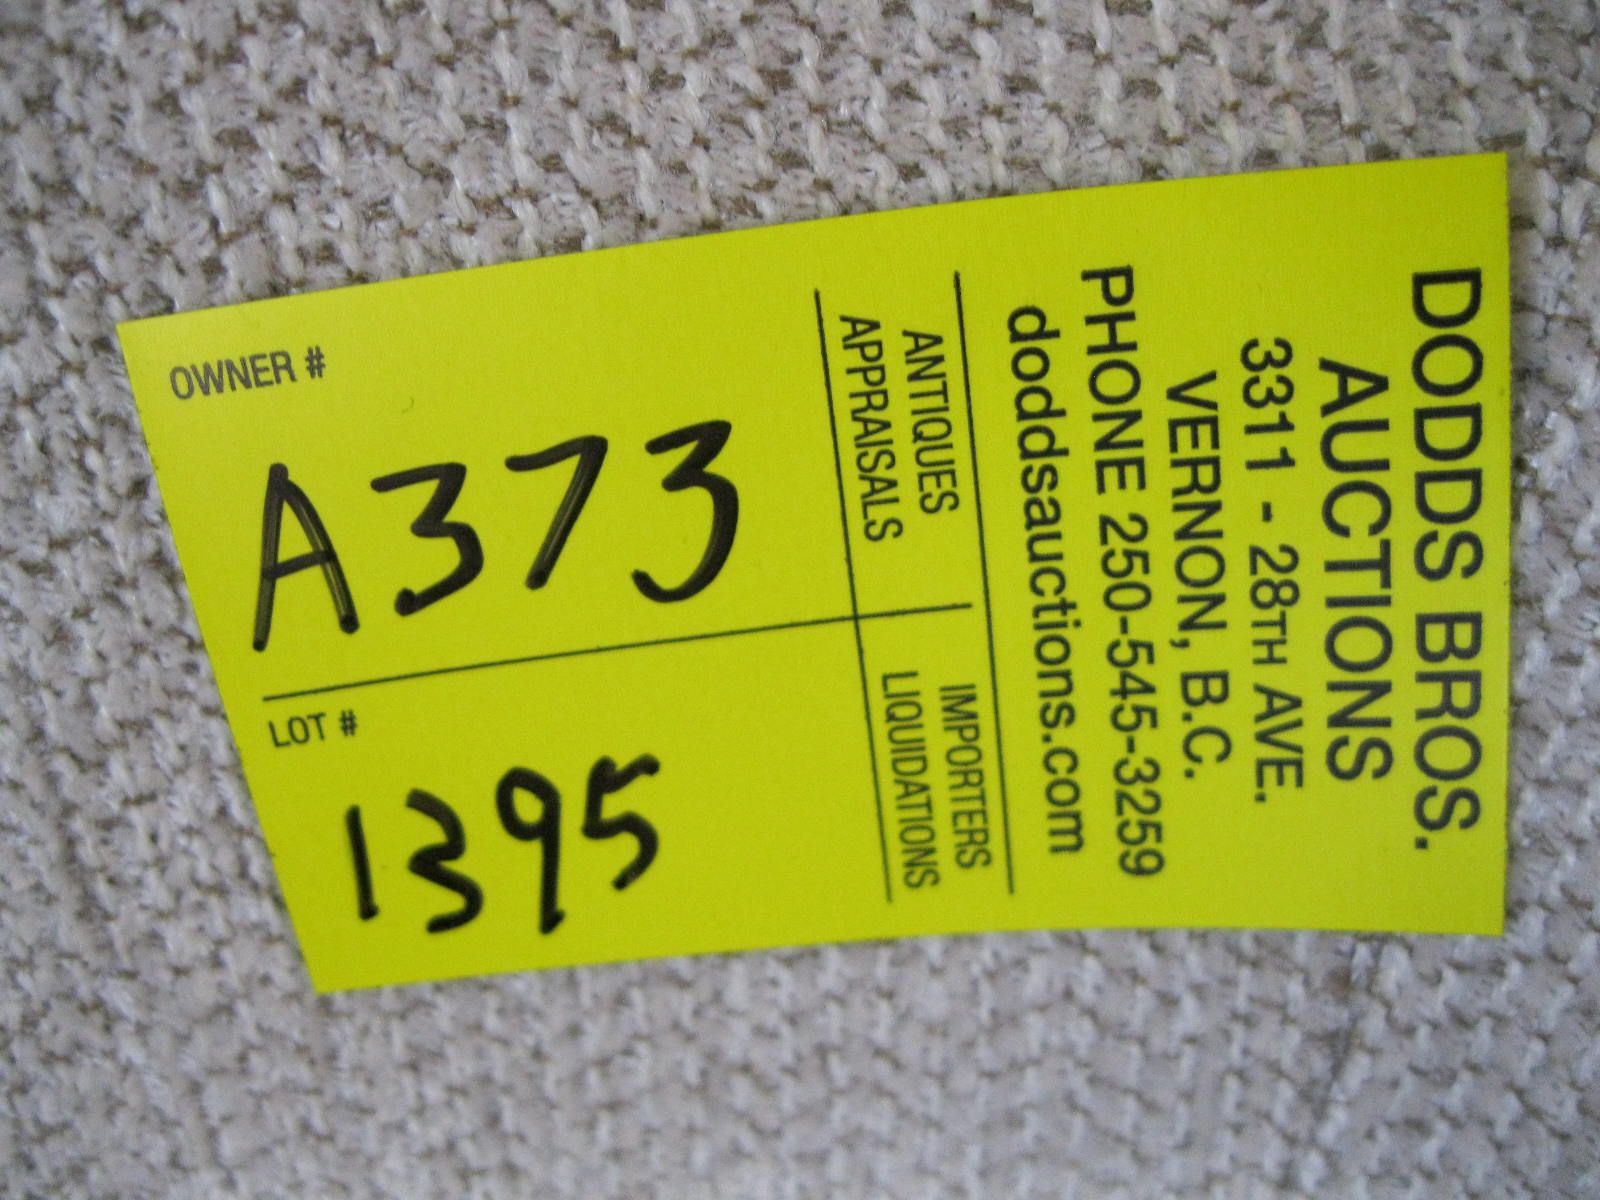 DODDS BROS.
AUCTIONS
3311 - 28TH AVE.
VERNON, B.C.
PHONE 250-545-3259
doddsauctions.com
ANTIQUES
APPRAISALS
IMPORTERS
LIQUIDATIONS
OWNER #
A373
LOT #
1395